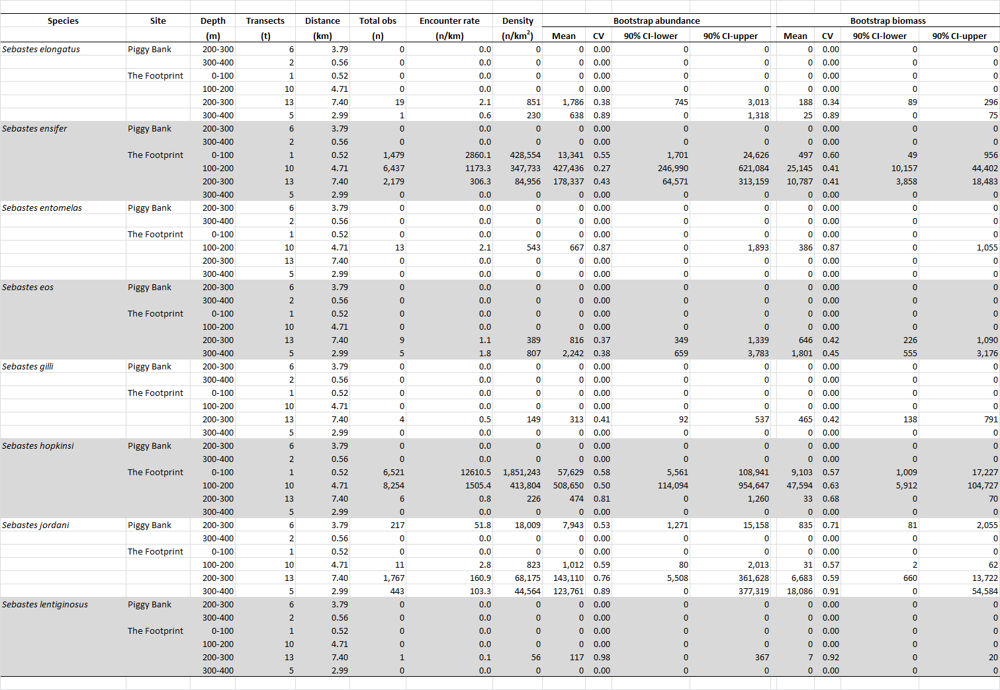 Species Site Depth Transects Distance Total obs Encounter rate Density Bootstrap abundance Bootstrap biomass
(m) (t) (km) (n) (n/km) (n/km²) Mean CV 90% CI-lower 90% CI-upper Mean CV 90% CI-lower 90% CI-upper
Sebastes elongatus Piggy Bank 200-300 6 3.79 0 0.0 0 0 0.00 0 0 0 0.00 0 0
300-400 2 0.56 0 0.0 0 0 0.00 0 0 0 0.00 0 0
The Footprint 0-100 1 0.52 0 0.0 0 0 0.00 0 0 0 0.00 0 0
100-200 10 4.71 0 0.0 0 0 0.00 0 0 0 0.00 0 0
200-300 13 7.40 19 2.1 851 1,786 0.38 745 3,013 188 0.34 89 296
300-400 5 2.99 1 0.6 230 638 0.89 0 1,318 25 0.89 0 75
Sebastes ensifer Piggy Bank 200-300 6 3.79 0 0.0 0 0 0.00 0 0 0 0.00 0 0
300-400 2 0.56 0 0.0 0 0 0.00 0 0 0 0.00 0 0
The Footprint 0-100 1 0.52 1,479 2860.1 428,554 13,341 0.55 1,701 24,626 497 0.60 49 956
100-200 10 4.71 6,437 1173.3 347,733 427,436 0.27 246,990 621,084 25,145 0.41 10,157 44,402
200-300 13 7.40 2,179 306.3 84,956 178,337 0.43 64,571 313,159 10,787 0.41 3,858 18,483
300-400 5 2.99 0 0.0 0 0 0.00 0 0 0 0.00 0 0
Sebastes entomelas Piggy Bank 200-300 6 3.79 0 0.0 0 0 0.00 0 0 0 0.00 0 0
300-400 2 0.56 0 0.0 0 0 0.00 0 0 0 0.00 0 0
The Footprint 0-100 1 0.52 0 0.0 0 0 0.00 0 0 0 0.00 0 0
100-200 10 4.71 13 2.1 543 667 0.87 0 1,893 386 0.87 0 1,055
200-300 13 7.40 0 0.0 0 0 0.00 0 0 0 0.00 0 0
300-400 5 2.99 0 0.0 0 0 0.00 0 0 0 0.00 0 0
Sebastes eos Piggy Bank 200-300 6 3.79 0 0.0 0 0 0.00 0 0 0 0.00 0 0
300-400 2 0.56 0 0.0 0 0 0.00 0 0 0 0.00 0 0
The Footprint 0-100 1 0.52 0 0.0 0 0 0.00 0 0 0 0.00 0 0
100-200 10 4.71 0 0.0 0 0 0.00 0 0 0 0.00 0 0
200-300 13 7.40 9 1.1 389 816 0.37 349 1,339 646 0.42 226 1,090
300-400 5 2.99 5 1.8 807 2,242 0.38 659 3,783 1,801 0.45 555 3,176
Sebastes gilli Piggy Bank 200-300 6 3.79 0 0.0 0 0 0.00 0 0 0 0.00 0 0
300-400 2 0.56 0 0.0 0 0 0.00 0 0 0 0.00 0 0
The Footprint 0-100 1 0.52 0 0.0 0 0 0.00 0 0 0 0.00 0 0
100-200 10 4.71 0 0.0 0 0 0.00 0 0 0 0.00 0 0
200-300 13 7.40 4 0.5 149 313 0.41 92 537 465 0.42 138 791
300-400 5 2.99 0 0.0 0 0 0.00 0 0 0 0.00 0 0
Sebastes hopkinsi Piggy Bank 200-300 6 3.79 0 0.0 0 0 0.00 0 0 0 0.00 0 0
300-400 2 0.56 0 0.0 0 0 0.00 0 0 0 0.00 0 0
The Footprint 0-100 1 0.52 6,521 12610.5 1,851,243 57,629 0.58 5,561 108,941 9,103 0.57 1,009 17,227
100-200 10 4.71 8,254 1505.4 413,804 508,650 0.50 114,094 954,647 47,594 0.63 5,912 104,727
200-300 13 7.40 6 0.8 226 474 0.81 0 1,260 33 0.68 0 70
300-400 5 2.99 0 0.0 0 0 0.00 0 0 0 0.00 0 0
Sebastes jordani Piggy Bank 200-300 6 3.79 217 51.8 18,009 7,943 0.53 1,271 15,158 835 0.71 81 2,055
300-400 2 0.56 0 0.0 0 0 0.00 0 0 0 0.00 0 0
The Footprint 0-100 1 0.52 0 0.0 0 0 0.00 0 0 0 0.00 0 0
100-200 10 4.71 11 2.8 823 1,012 0.59 80 2,013 31 0.57 2 62
200-300 13 7.40 1,767 160.9 68,175 143,110 0.76 5,508 361,628 6,683 0.59 660 13,722
300-400 5 2.99 443 103.3 44,564 123,761 0.89 0 377,319 18,086 0.91 0 54,584
Sebastes lentiginosus Piggy Bank 200-300 6 3.79 0 0.0 0 0 0.00 0 0 0 0.00 0 0
300-400 2 0.56 0 0.0 0 0 0.00 0 0 0 0.00 0 0
The Footprint 0-100 1 0.52 0 0.0 0 0 0.00 0 0 0 0.00 0 0
100-200 10 4.71 0 0.0 0 0 0.00 0 0 0 0.00 0 0
200-300 13 7.40 1 0.1 56 117 0.98 0 367 7 0.92 0 20
300-400 5 2.99 0 0.0 0 0 0.00 0 0 0 0.00 0 0